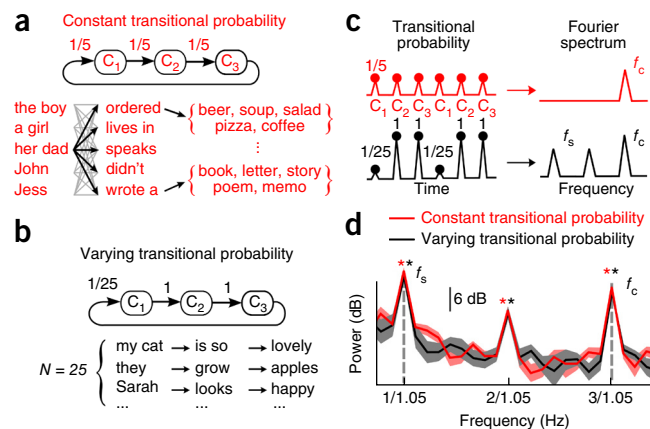 a
Constant transitional probability
1/5 1/5 1/5
C1 C2 C3
the boy ordered { beer, soup, salad
a girl lives in pizza, coffee }
her dad speaks ⋮
John didn't { book, letter, story
Jess wrote a poem, memo }
b
Varying transitional probability
1/25 1 1
C1 C2 C3
N = 25 {
my cat is so lovely
they grow apples
Sarah looks happy
... ... ...
c
Transitional probability
Fourier spectrum
1/5
fc
C1 C2 C3 C1 C2 C3
1 1 1 1
1/25 1/25
fs fc
Time
Frequency
d
Constant transitional probability
Varying transitional probability
** ** **
fs fc
6 dB
Power (dB)
1/1.05 2/1.05 3/1.05
Frequency (Hz)